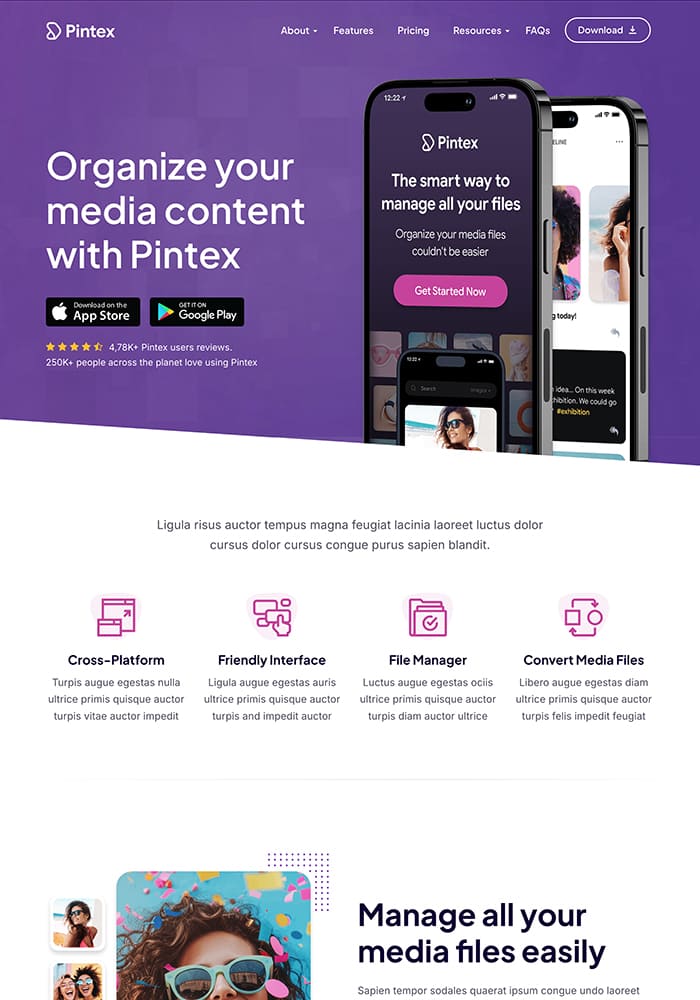 Pintex
About
Features
Pricing
Resources
FAQs
Download
Organize your
media content
with Pintex
Download on the
App Store
GET IT ON
Google Play
4,78K+ Pintex users reviews.
250K+ people across the planet love using Pintex
12:22
Pintex
The smart way to
manage all your files
Organize your media files
couldn't be easier
Get Started Now
12:22
Search
Images
ELINE
ng today!
idea... On this week
hibition. We could go
#exhibition
Ligula risus auctor tempus magna feugiat lacinia laoreet luctus dolor
cursus dolor cursus congue purus sapien blandit.
Cross-Platform
Turpis augue egestas nulla
ultrice primis quisque auctor
turpis vitae auctor impedit
Friendly Interface
Ligula augue egestas auris
ultrice primis quisque auctor
turpis and impedit auctor
File Manager
Luctus augue egestas ociis
ultrice primis quisque auctor
turpis diam auctor ultrice
Convert Media Files
Libero augue egestas diam
ultrice primis quisque auctor
turpis felis impedit feugiat
Manage all your
media files easily
Sapien tempor sodales quaerat ipsum congue undo laoreet